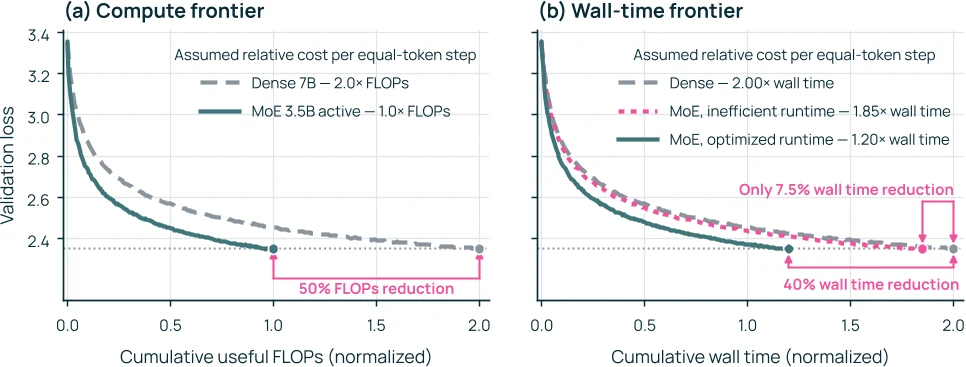 (a) Compute frontier
Validation loss
3.4
3.2
3.0
2.8
2.6
2.4
Assumed relative cost per equal-token step
Dense 7B — 2.0× FLOPs
MoE 3.5B active — 1.0× FLOPs
50% FLOPs reduction
0.0
0.5
1.0
1.5
2.0
Cumulative useful FLOPs (normalized)
(b) Wall-time frontier
Assumed relative cost per equal-token step
Dense — 2.00× wall time
MoE, inefficient runtime — 1.85× wall time
MoE, optimized runtime — 1.20× wall time
Only 7.5% wall time reduction
40% wall time reduction
0.0
0.5
1.0
1.5
2.0
Cumulative wall time (normalized)